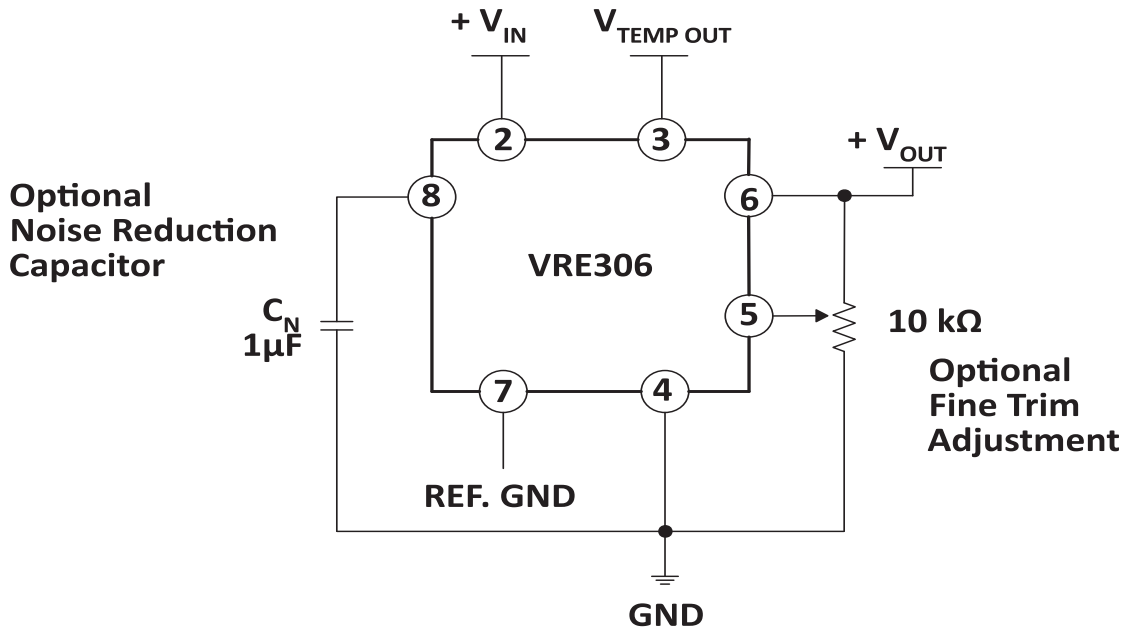 + VIN
VTEMP OUT
2
3
+ VOUT
8
6
Optional
Noise Reduction
Capacitor
VRE306
CN
1µF
5
10 kΩ
Optional
Fine Trim
Adjustment
7
4
REF. GND
GND